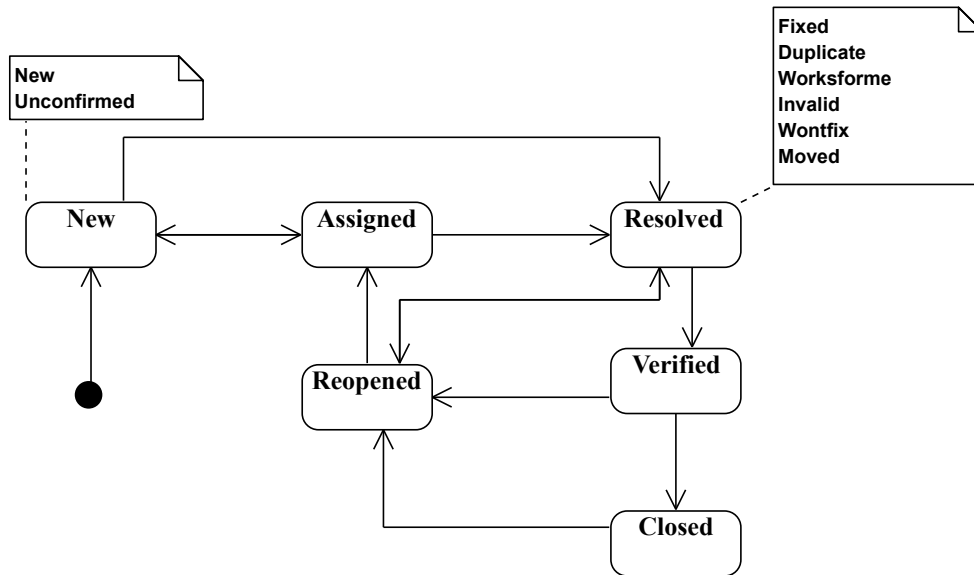 Fixed
Duplicate
Worksforme
Invalid
Wontfix
Moved
New
Unconfirmed
New
Assigned
Resolved
Reopened
Verified
Closed